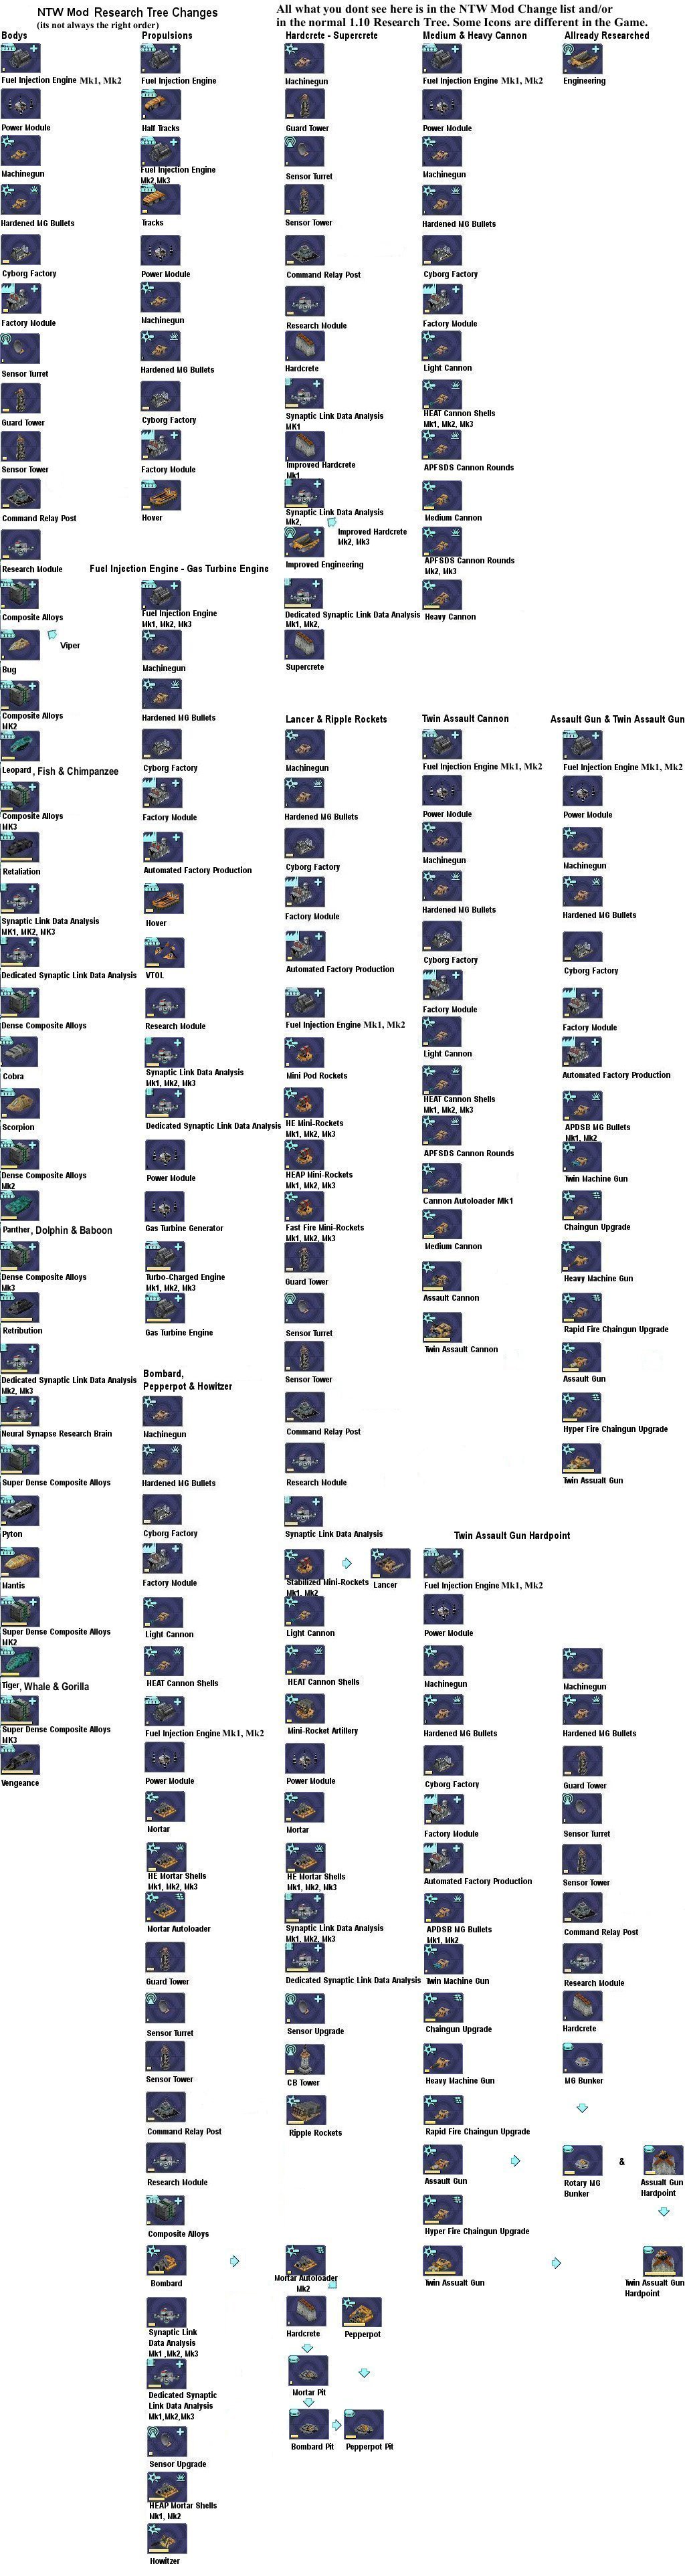 NTW Mod Research Tree Changes
(its not always the right order)
All what you dont see here is in the NTW Mod Change list and/or
in the normal 1.10 Research Tree. Some Icons are different in the Game.
Bodys
Fuel Injection Engine Mk1, Mk2
Power Module
Machinegun
Hardened MG Bullets
Cyborg Factory
Factory Module
Sensor Turret
Guard Tower
Sensor Tower
Command Relay Post
Research Module
Composite Alloys
Viper
Bug
Composite Alloys
MK2
Leopard, Fish & Chimpanzee
Composite Alloys
MK3
Retaliation
Synaptic Link Data Analysis
MK1, MK2, MK3
Dedicated Synaptic Link Data Analysis
Dense Composite Alloys
Cobra
Scorpion
Dense Composite Alloys
Mk2
Panther, Dolphin & Baboon
Dense Composite Alloys
Mk3
Retribution
Dedicated Synaptic Link Data Analysis
Mk2, Mk3
Neural Synapse Research Brain
Super Dense Composite Alloys
Pyton
Mantis
Super Dense Composite Alloys
MK2
Tiger, Whale & Gorilla
Super Dense Composite Alloys
MK3
Vengeance
Propulsions
Fuel Injection Engine
Half Tracks
Fuel Injection Engine
Mk2,Mk3
Tracks
Power Module
Machinegun
Hardened MG Bullets
Cyborg Factory
Factory Module
Hover
Fuel Injection Engine - Gas Turbine Engine
Fuel Injection Engine
Mk1, Mk2, Mk3
Machinegun
Hardened MG Bullets
Cyborg Factory
Factory Module
Automated Factory Production
Hover
VTOL
Research Module
Synaptic Link Data Analysis
Mk1, Mk2, Mk3
Dedicated Synaptic Link Data Analysis
Power Module
Gas Turbine Generator
Turbo-Charged Engine
Mk1, Mk2, Mk3
Gas Turbine Engine
Bombard,
Pepperpot & Howitzer
Machinegun
Hardened MG Bullets
Cyborg Factory
Factory Module
Light Cannon
HEAT Cannon Shells
Fuel Injection Engine Mk1, Mk2
Power Module
Mortar
HE Mortar Shells
Mk1, Mk2, Mk3
Mortar Autoloader
Guard Tower
Sensor Turret
Sensor Tower
Command Relay Post
Research Module
Composite Alloys
Bombard
Synaptic Link
Data Analysis
Mk1 ,Mk2, Mk3
Dedicated Synaptic
Link Data Analysis
Mk1,Mk2,Mk3
Sensor Upgrade
HEAP Mortar Shells
Mk1, Mk2
Howitzer
Hardcrete - Supercrete
Machinegun
Guard Tower
Sensor Turret
Sensor Tower
Command Relay Post
Research Module
Hardcrete
Synaptic Link Data Analysis
MK1
Improved Hardcrete
Mk1
Synaptic Link Data Analysis
Mk2,
Improved Hardcrete
Mk2, Mk3
Improved Engineering
Dedicated Synaptic Link Data Analysis
Mk1, Mk2,
Supercrete
Lancer & Ripple Rockets
Machinegun
Hardened MG Bullets
Cyborg Factory
Factory Module
Automated Factory Production
Fuel Injection Engine Mk1, Mk2
Mini Pod Rockets
HE Mini-Rockets
Mk1, Mk2, Mk3
HEAP Mini-Rockets
Mk1, Mk2, Mk3
Fast Fire Mini-Rockets
Mk1, Mk2, Mk3
Guard Tower
Sensor Turret
Sensor Tower
Command Relay Post
Research Module
Synaptic Link Data Analysis
Stabilized Mini-Rockets
Mk1, Mk2
Lancer
Light Cannon
HEAT Cannon Shells
Mini-Rocket Artillery
Power Module
Mortar
HE Mortar Shells
Mk1, Mk2, Mk3
Synaptic Link Data Analysis
Mk1, Mk2, Mk3
Dedicated Synaptic Link Data Analysis
Sensor Upgrade
CB Tower
Ripple Rockets
Mortar Autoloader
Mk2
Hardcrete
Pepperpot
Mortar Pit
Bombard Pit
Pepperpot Pit
Medium & Heavy Cannon
Fuel Injection Engine Mk1, Mk2
Power Module
Machinegun
Hardened MG Bullets
Cyborg Factory
Factory Module
Light Cannon
HEAT Cannon Shells
Mk1, Mk2, Mk3
APFSDS Cannon Rounds
Medium Cannon
APFSDS Cannon Rounds
Mk2, Mk3
Heavy Cannon
Twin Assault Cannon
Fuel Injection Engine Mk1, Mk2
Power Module
Machinegun
Hardened MG Bullets
Cyborg Factory
Factory Module
Light Cannon
HEAT Cannon Shells
Mk1, Mk2, Mk3
APFSDS Cannon Rounds
Cannon Autoloader Mk1
Medium Cannon
Assault Cannon
Twin Assault Cannon
Allready Researched
Engineering
Assault Gun & Twin Assault Gun
Fuel Injection Engine Mk1, Mk2
Power Module
Machinegun
Hardened MG Bullets
Cyborg Factory
Factory Module
Automated Factory Production
APDSB MG Bullets
Mk1, Mk2
Twin Machine Gun
Chaingun Upgrade
Heavy Machine Gun
Rapid Fire Chaingun Upgrade
Assault Gun
Hyper Fire Chaingun Upgrade
Twin Assualt Gun
Twin Assault Gun Hardpoint
Fuel Injection Engine Mk1, Mk2
Power Module
Machinegun
Hardened MG Bullets
Cyborg Factory
Factory Module
Automated Factory Production
APDSB MG Bullets
Mk1, Mk2
Twin Machine Gun
Chaingun Upgrade
Heavy Machine Gun
Rapid Fire Chaingun Upgrade
Assault Gun
Hyper Fire Chaingun Upgrade
Twin Assualt Gun
Machinegun
Hardened MG Bullets
Guard Tower
Sensor Turret
Sensor Tower
Command Relay Post
Research Module
Hardcrete
MG Bunker
Rotary MG
Bunker
&
Assualt Gun
Hardpoint
Twin Assualt Gun
Hardpoint